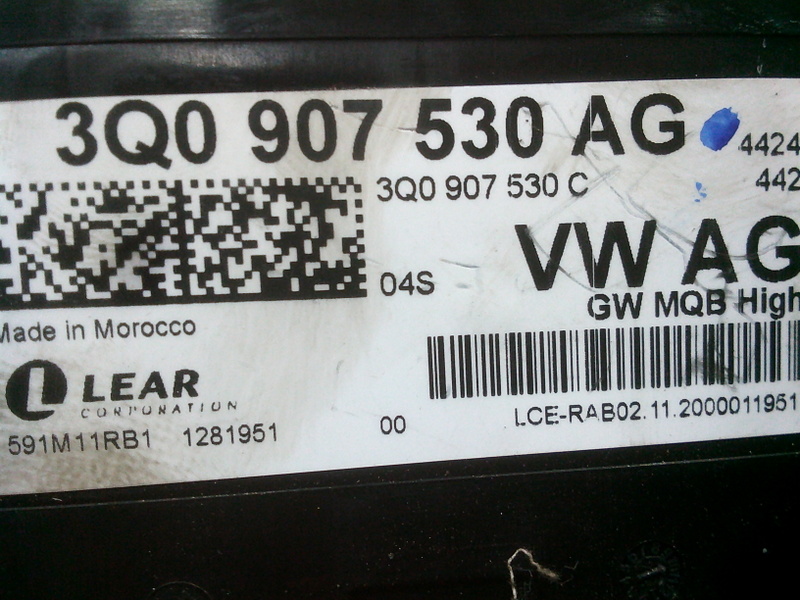 3Q0 907 530 AG
4424
3Q0 907 530 C
442
VW AG
04S
GW MQB High
Made in Morocco
L LEAR
CORPORATION
591M11RB1 1281951
00
LCE-RAB02.11.2000011951